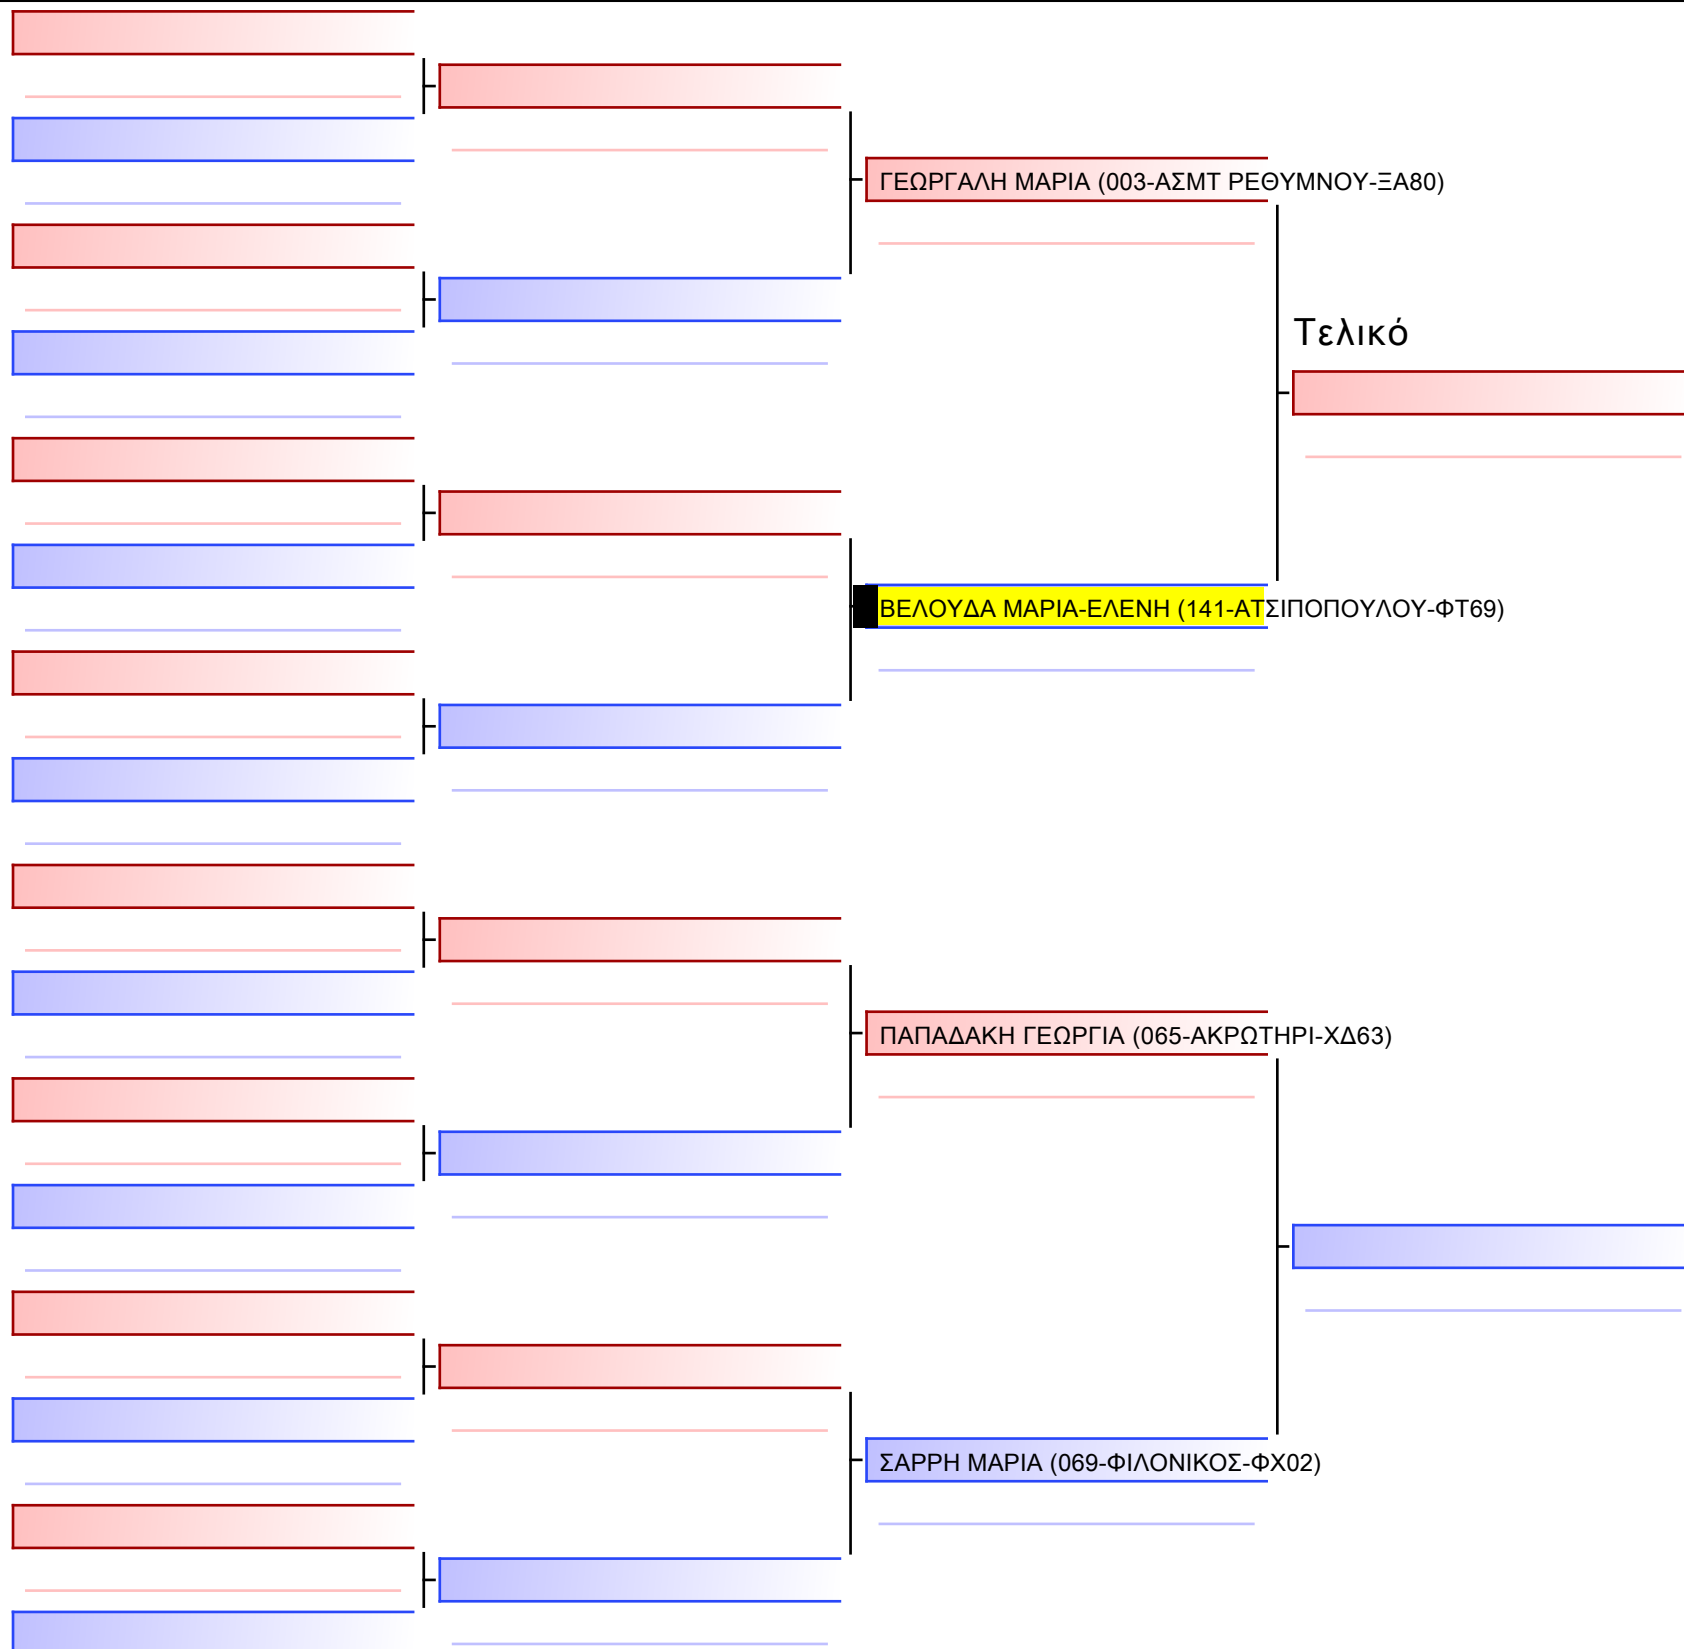 ΓΕΩΡΓΑΛΗ ΜΑΡΙΑ (003-ΑΣΜΤ ΡΕΘΥΜΝΟΥ-ΞΑ80)
Τελικό
ΒΕΛΟΥΔΑ ΜΑΡΙΑ-ΕΛΕΝΗ (141-ΑΤΣΙΠΟΠΟΥΛΟΥ-ΦΤ69)
ΠΑΠΑΔΑΚΗ ΓΕΩΡΓΙΑ (065-ΑΚΡΩΤΗΡΙ-ΧΔ63)
ΣΑΡΡΗ ΜΑΡΙΑ (069-ΦΙΛΟΝΙΚΟΣ-ΦΧ02)